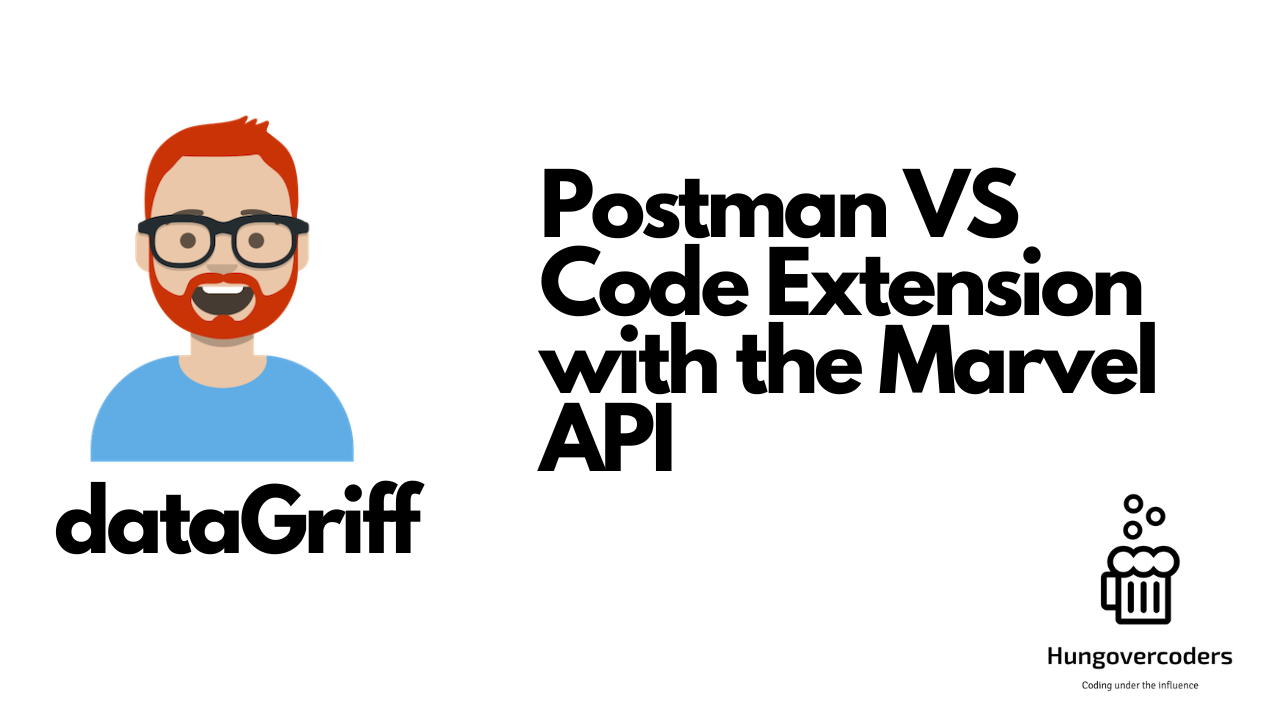 Postman VS
Code Extension
with the Marvel
API
dataGriff
Hungovercoders
Coding under the influence